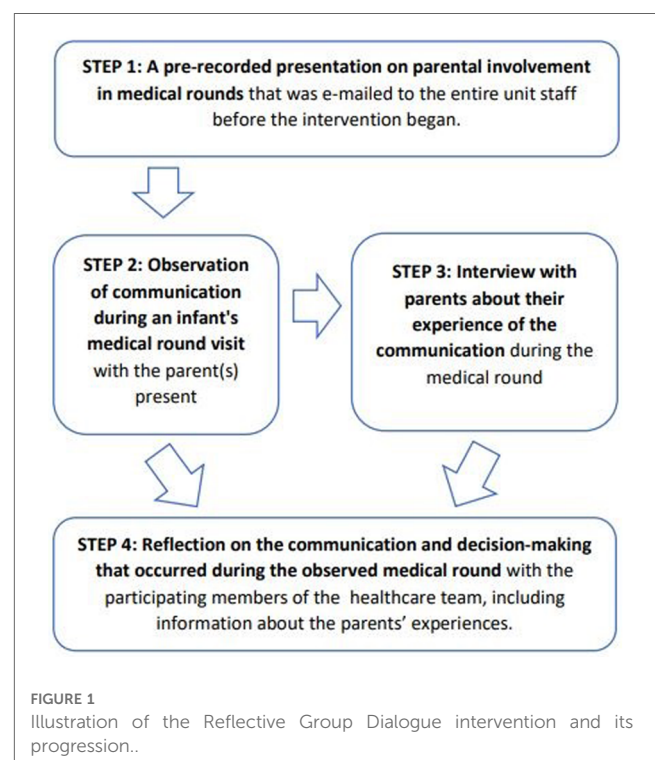 STEP 1: A pre-recorded presentation on parental involvement
in medical rounds that was e-mailed to the entire unit staff
before the intervention began.
STEP 2: Observation
of communication
during an infant's
medical round visit
with the parent(s)
present
STEP 3: Interview with
parents about their
experience of the
communication during the
medical round
STEP 4: Reflection on the communication and decision-making
that occurred during the observed medical round with the
participating members of the healthcare team, including
information about the parents’ experiences.
FIGURE 1
Illustration of the Reflective Group Dialogue intervention and its
progression..